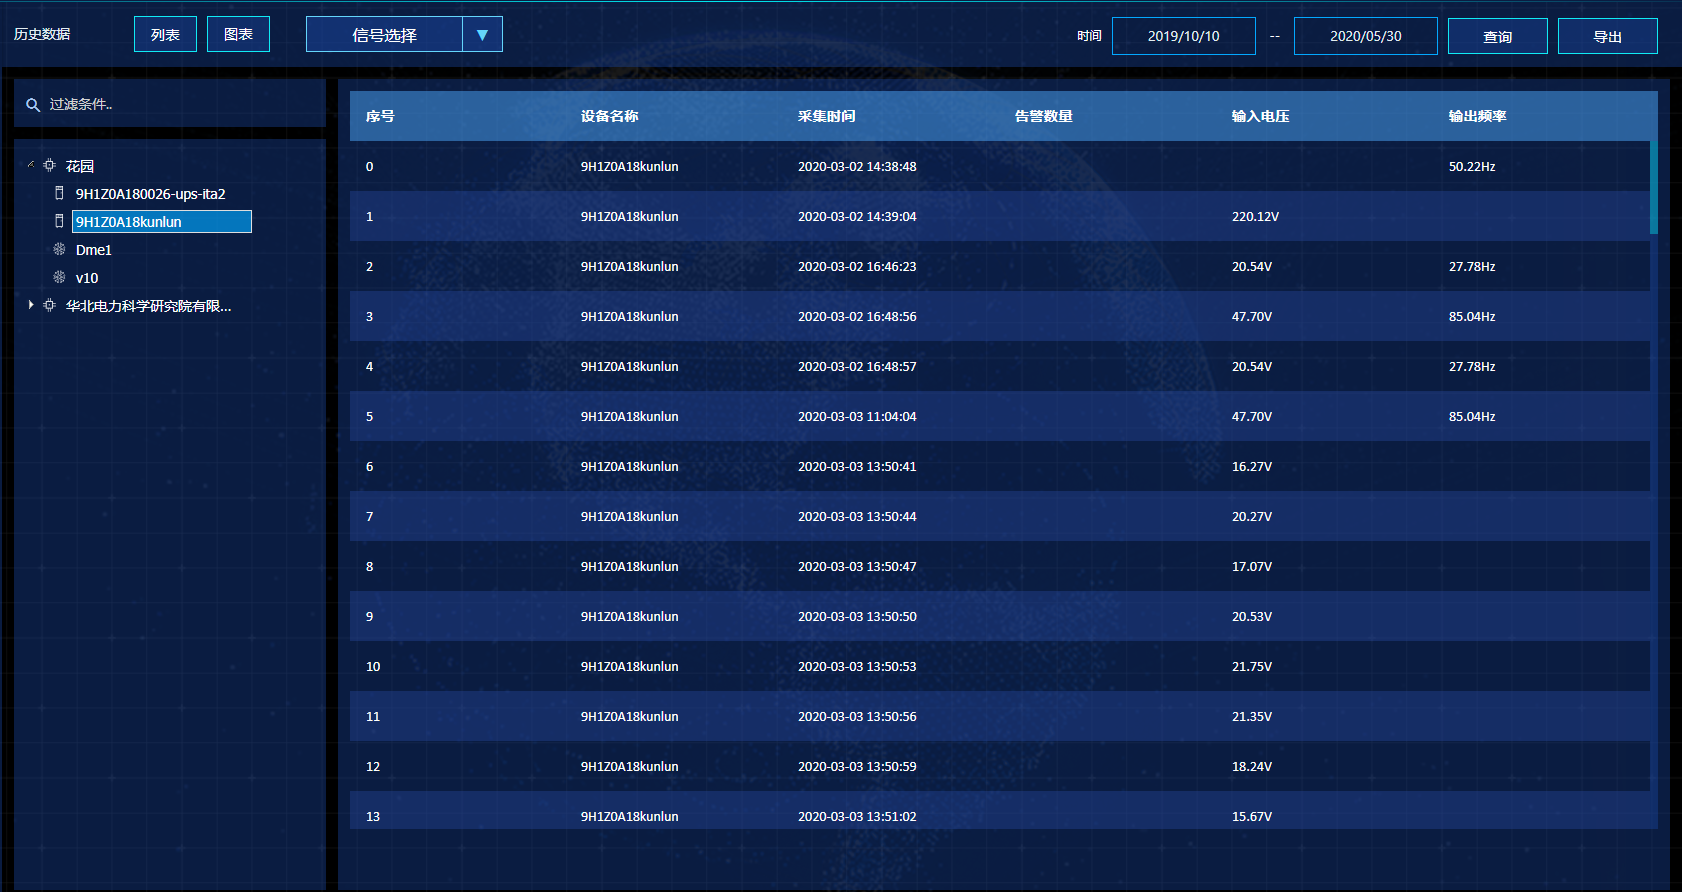 历史数据 列表 图表 信号选择 ▼ 时间 2019/10/10 -- 2020/05/30 查询 导出
过滤条件..
花园
9H1Z0A180026-ups-ita2
9H1Z0A18kunlun
Dme1
v10
华北电力科学研究院有限...
序号 设备名称 采集时间 告警数量 输入电压 输出频率
0 9H1Z0A18kunlun 2020-03-02 14:38:48 50.22Hz
1 9H1Z0A18kunlun 2020-03-02 14:39:04 220.12V
2 9H1Z0A18kunlun 2020-03-02 16:46:23 20.54V 27.78Hz
3 9H1Z0A18kunlun 2020-03-02 16:48:56 47.70V 85.04Hz
4 9H1Z0A18kunlun 2020-03-02 16:48:57 20.54V 27.78Hz
5 9H1Z0A18kunlun 2020-03-03 11:04:04 47.70V 85.04Hz
6 9H1Z0A18kunlun 2020-03-03 13:50:41 16.27V
7 9H1Z0A18kunlun 2020-03-03 13:50:44 20.27V
8 9H1Z0A18kunlun 2020-03-03 13:50:47 17.07V
9 9H1Z0A18kunlun 2020-03-03 13:50:50 20.53V
10 9H1Z0A18kunlun 2020-03-03 13:50:53 21.75V
11 9H1Z0A18kunlun 2020-03-03 13:50:56 21.35V
12 9H1Z0A18kunlun 2020-03-03 13:50:59 18.24V
13 9H1Z0A18kunlun 2020-03-03 13:51:02 15.67V